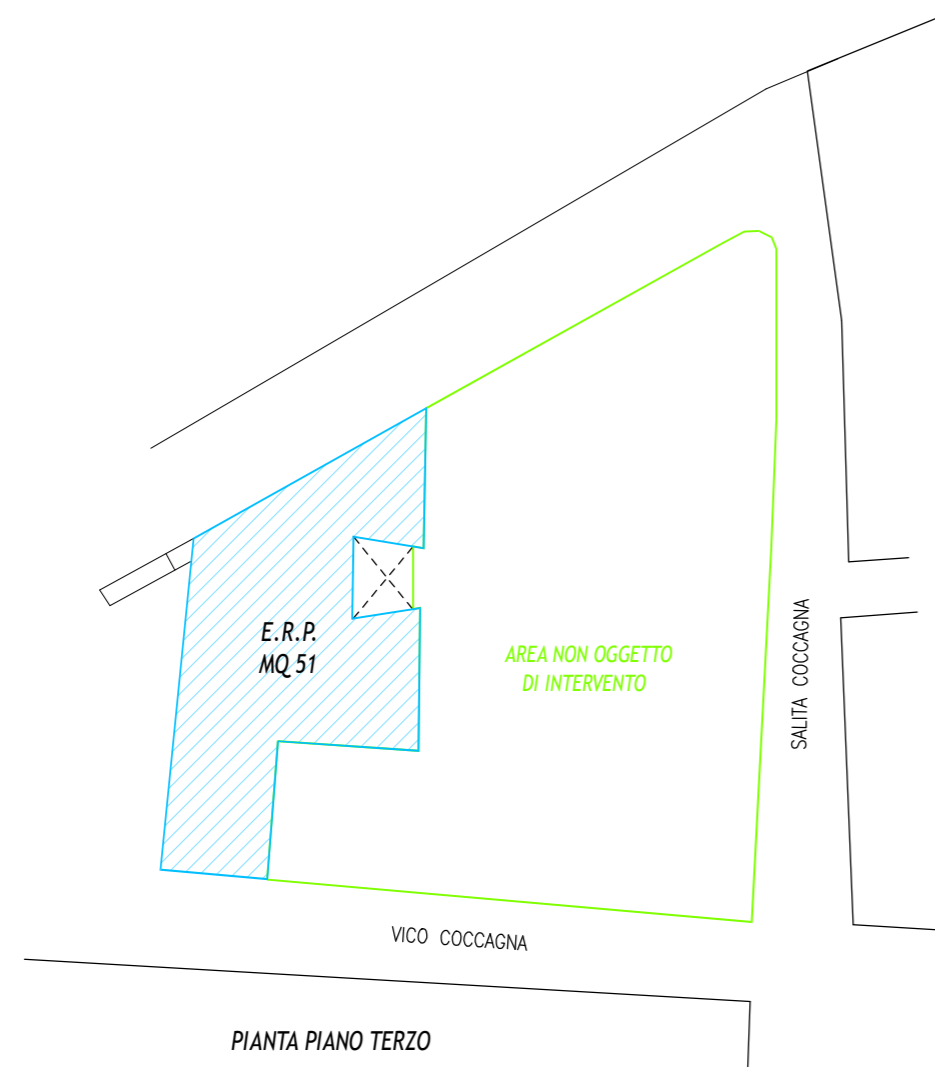 E.R.P.
MQ 51
AREA NON OGGETTO
DI INTERVENTO
SALITA COCCAGNA
VICO COCCAGNA
PIANTA PIANO TERZO